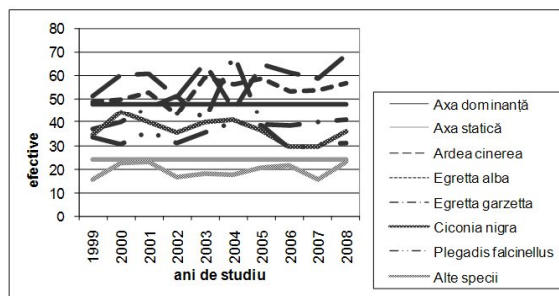 80
70
60
50
40
30
20
10
0
efective
1999
2000
2001
2002
2003
2004
2005
2006
2007
2008
ani de studiu
Axa dominantă
Axa statică
Ardea cinerea
Egretta alba
Egretta garzetta
Ciconia nigra
Plegadis falcinellus
Alte specii